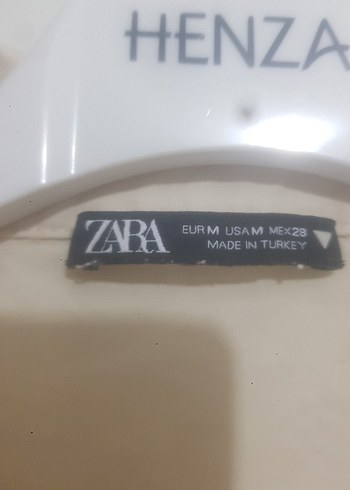 HENZA
ZARA
EUR M USA M MEX 28
MADE IN TURKEY